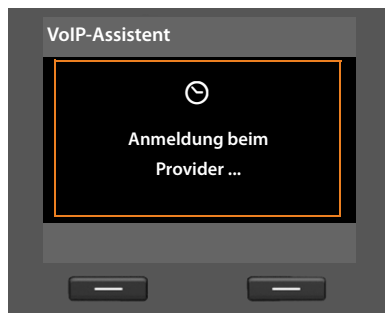 VoIP-Assistent
Anmeldung beim
Provider ...